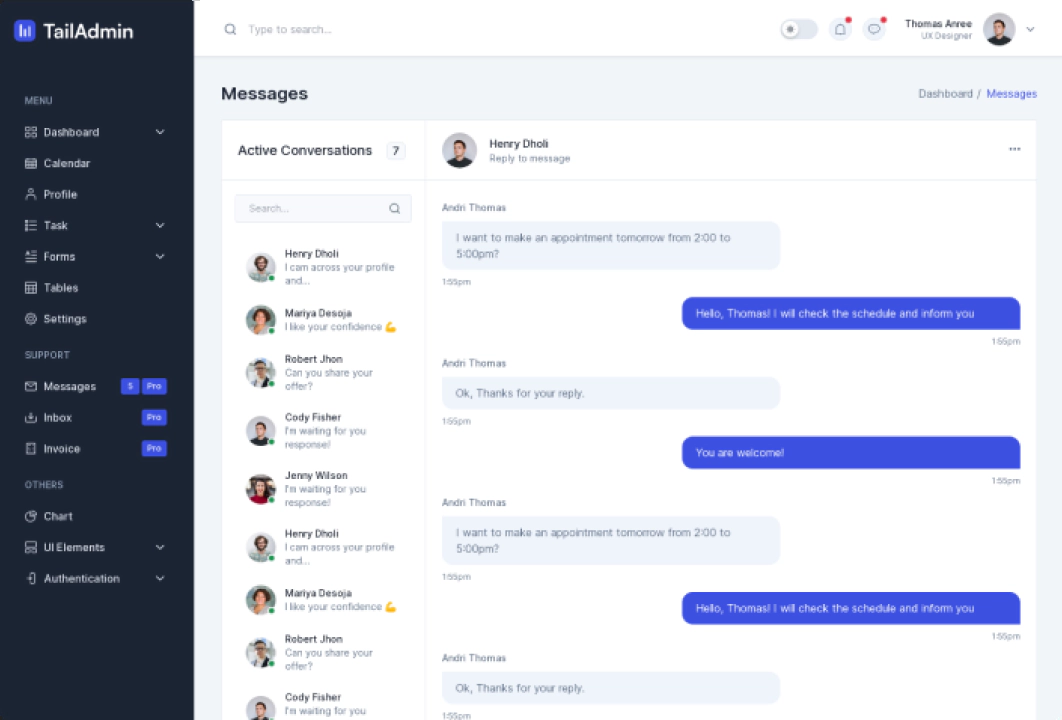 TailAdmin
Type to search...
Thomas Anree
UX Designer
MENU
Dashboard
Calendar
Profile
Task
Forms
Tables
Settings
SUPPORT
Messages 5 Pro
Inbox Pro
Invoice Pro
OTHERS
Chart
UI Elements
Authentication
Messages
Dashboard / Messages
Active Conversations 7
Search...
Henry Dholi
I cam across your profile
and...
Mariya Desoja
I like your confidence 💪
Robert Jhon
Can you share your
offer?
Cody Fisher
I'm waiting for you
response!
Jenny Wilson
I'm waiting for you
response!
Henry Dholi
I cam across your profile
and...
Mariya Desoja
I like your confidence 💪
Robert Jhon
Can you share your
offer?
Cody Fisher
I'm waiting for you
Henry Dholi
Reply to message
Andri Thomas
I want to make an appointment tomorrow from 2:00 to
5:00pm?
1:55pm
Hello, Thomas! I will check the schedule and inform you
1:55pm
Andri Thomas
Ok, Thanks for your reply.
1:55pm
You are welcome!
1:55pm
Andri Thomas
I want to make an appointment tomorrow from 2:00 to
5:00pm?
1:55pm
Hello, Thomas! I will check the schedule and inform you
1:55pm
Andri Thomas
Ok, Thanks for your reply.
1:55pm